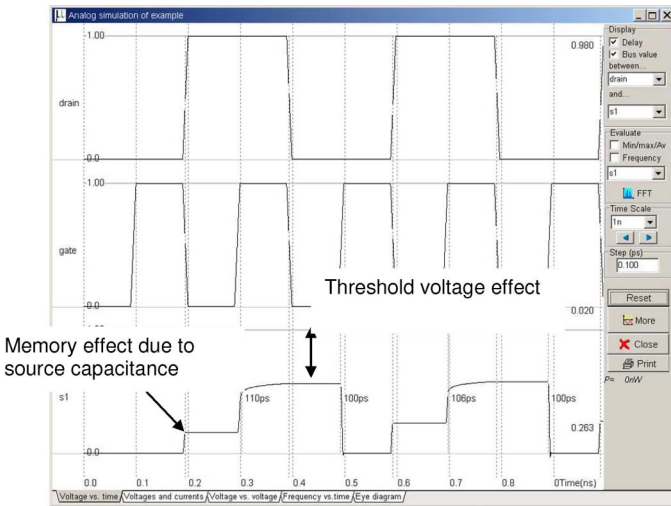 Analog simulation of example
1.00
0.980
drain
0.0
1.00
gate
Threshold voltage effect
0.0
0.020
Memory effect due to
source capacitance
s1
110ps
100ps
106ps
100ps
0.263
0.0
0.0 0.1 0.2 0.3 0.4 0.5 0.6 0.7 0.8 0Time(ns)
Voltage vs. time Voltages and currents Voltage vs. voltage Frequency vs.time Eye diagram
Display
Delay
Bus value
between...
drain
and...
s1
Evaluate
Min/max/Av
Frequency
s1
FFT
Time Scale
1n
Step (ps)
0.100
Reset
More
Close
Print
P= 0nW